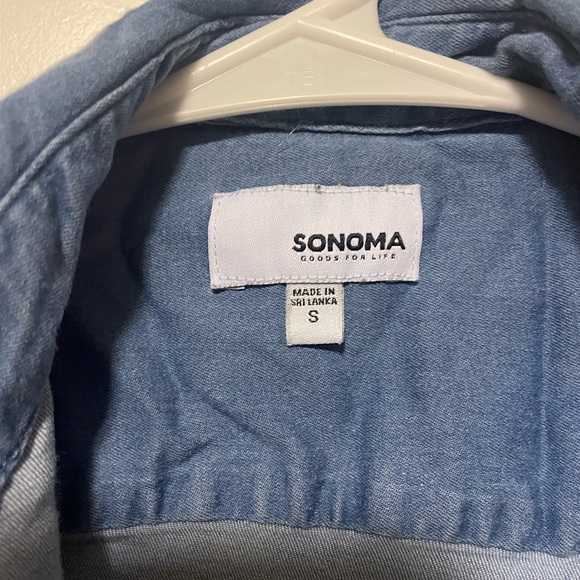 SONOMA
GOODS FOR LIFE
MADE IN
SRI LANKA
S